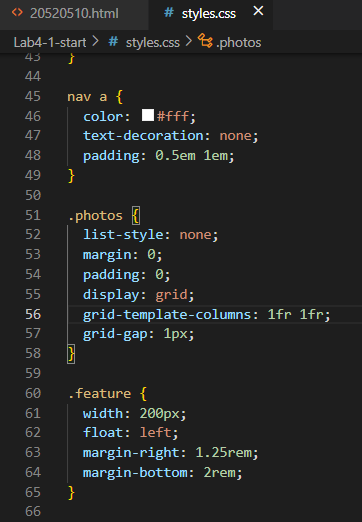 <> 20520510.html # styles.css ×
Lab4-1-start > # styles.css > .photos
43 }
44
45 nav a {
46 color: #fff;
47 text-decoration: none;
48 padding: 0.5em 1em;
49 }
50
51 .photos {
52 list-style: none;
53 margin: 0;
54 padding: 0;
55 display: grid;
56 grid-template-columns: 1fr 1fr;
57 grid-gap: 1px;
58 }
59
60 .feature {
61 width: 200px;
62 float: left;
63 margin-right: 1.25rem;
64 margin-bottom: 2rem;
65 }
66